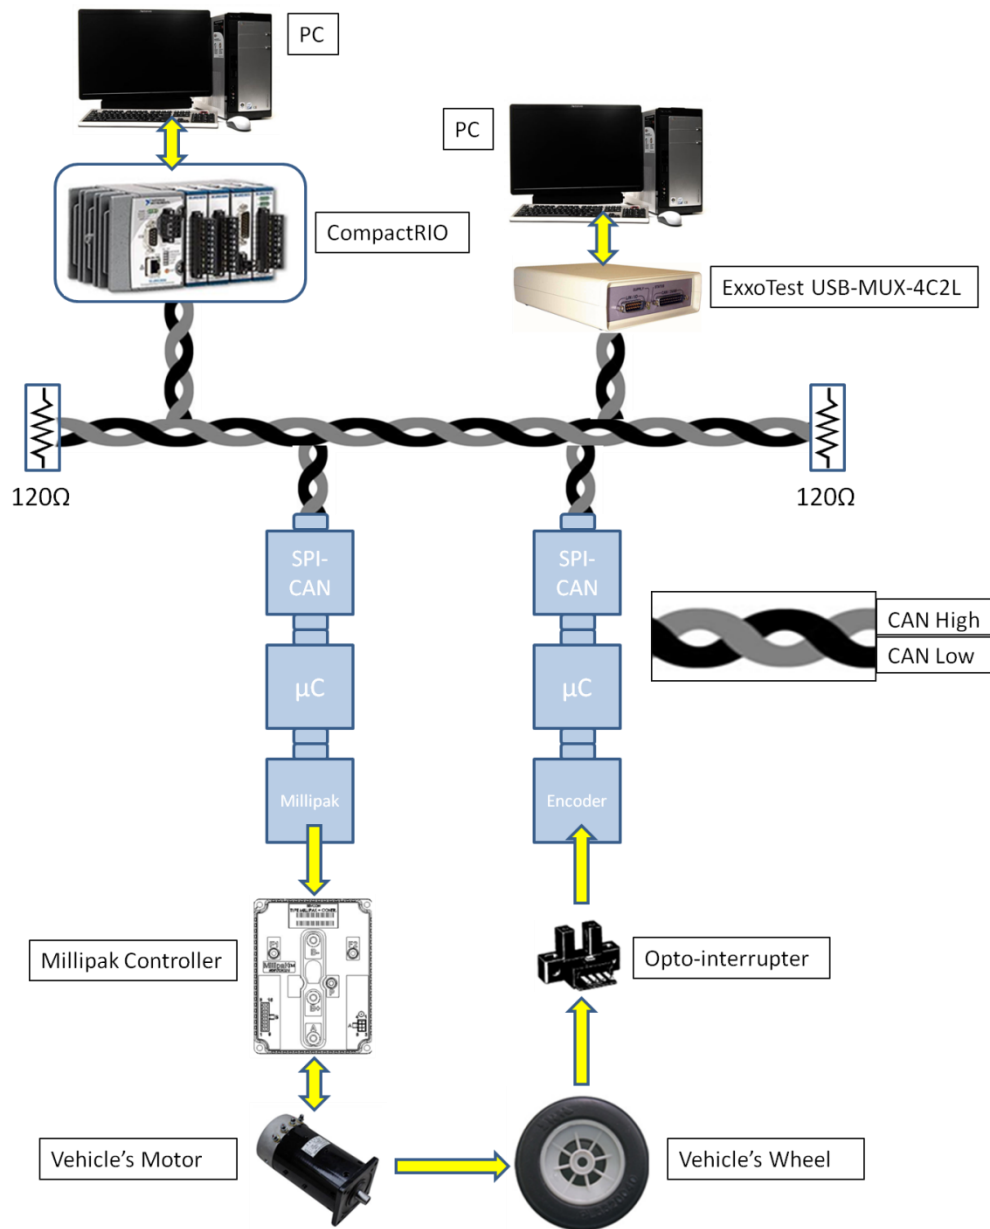 PC
PC
CompactRIO
ExxoTest USB-MUX-4C2L
120Ω
120Ω
SPI-
CAN
SPI-
CAN
CAN High
CAN Low
µC
µC
Millipak
Encoder
Millipak Controller
B-
B+
A
Opto-interrupter
Vehicle's Motor
Vehicle's Wheel